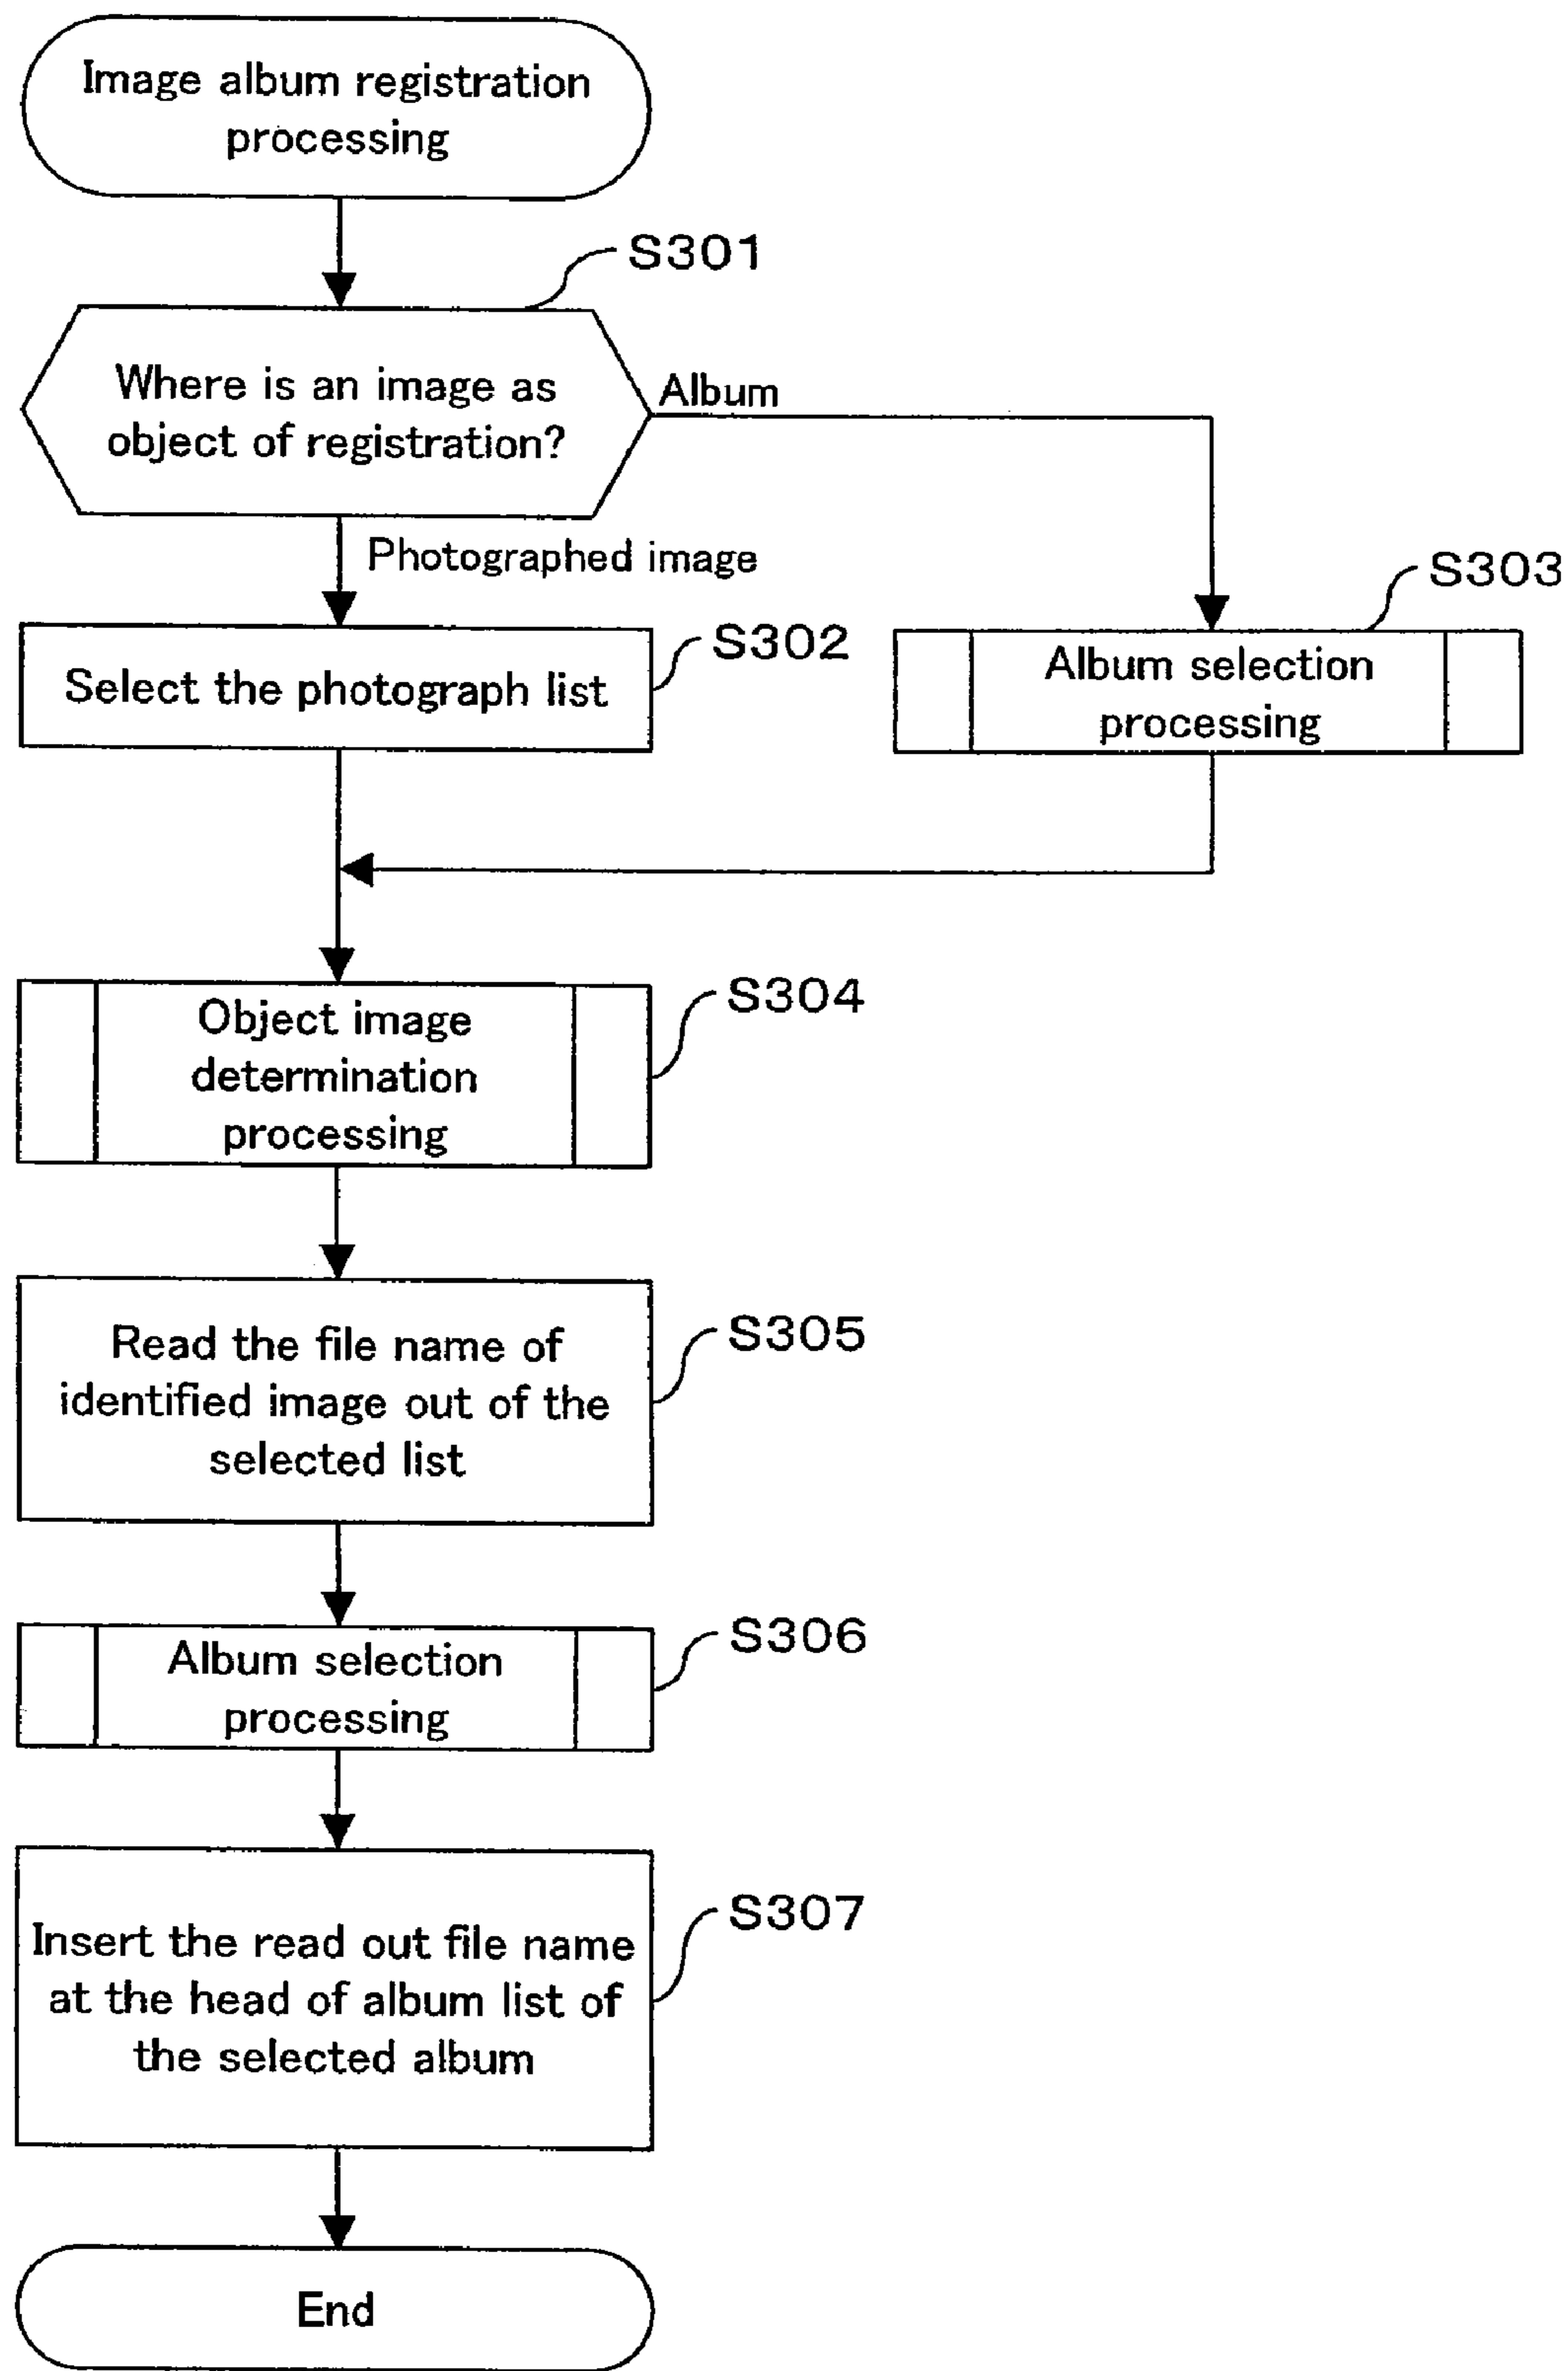 Image album registration
processing
S301
Where is an image as
object of registration?
Album
Photographed image
S302
Select the photograph list
S303
Album selection
processing
S304
Object image
determination
processing
S305
Read the file name of
identified image out of the
selected list
S306
Album selection
processing
S307
Insert the read out file name
at the head of album list of
the selected album
End